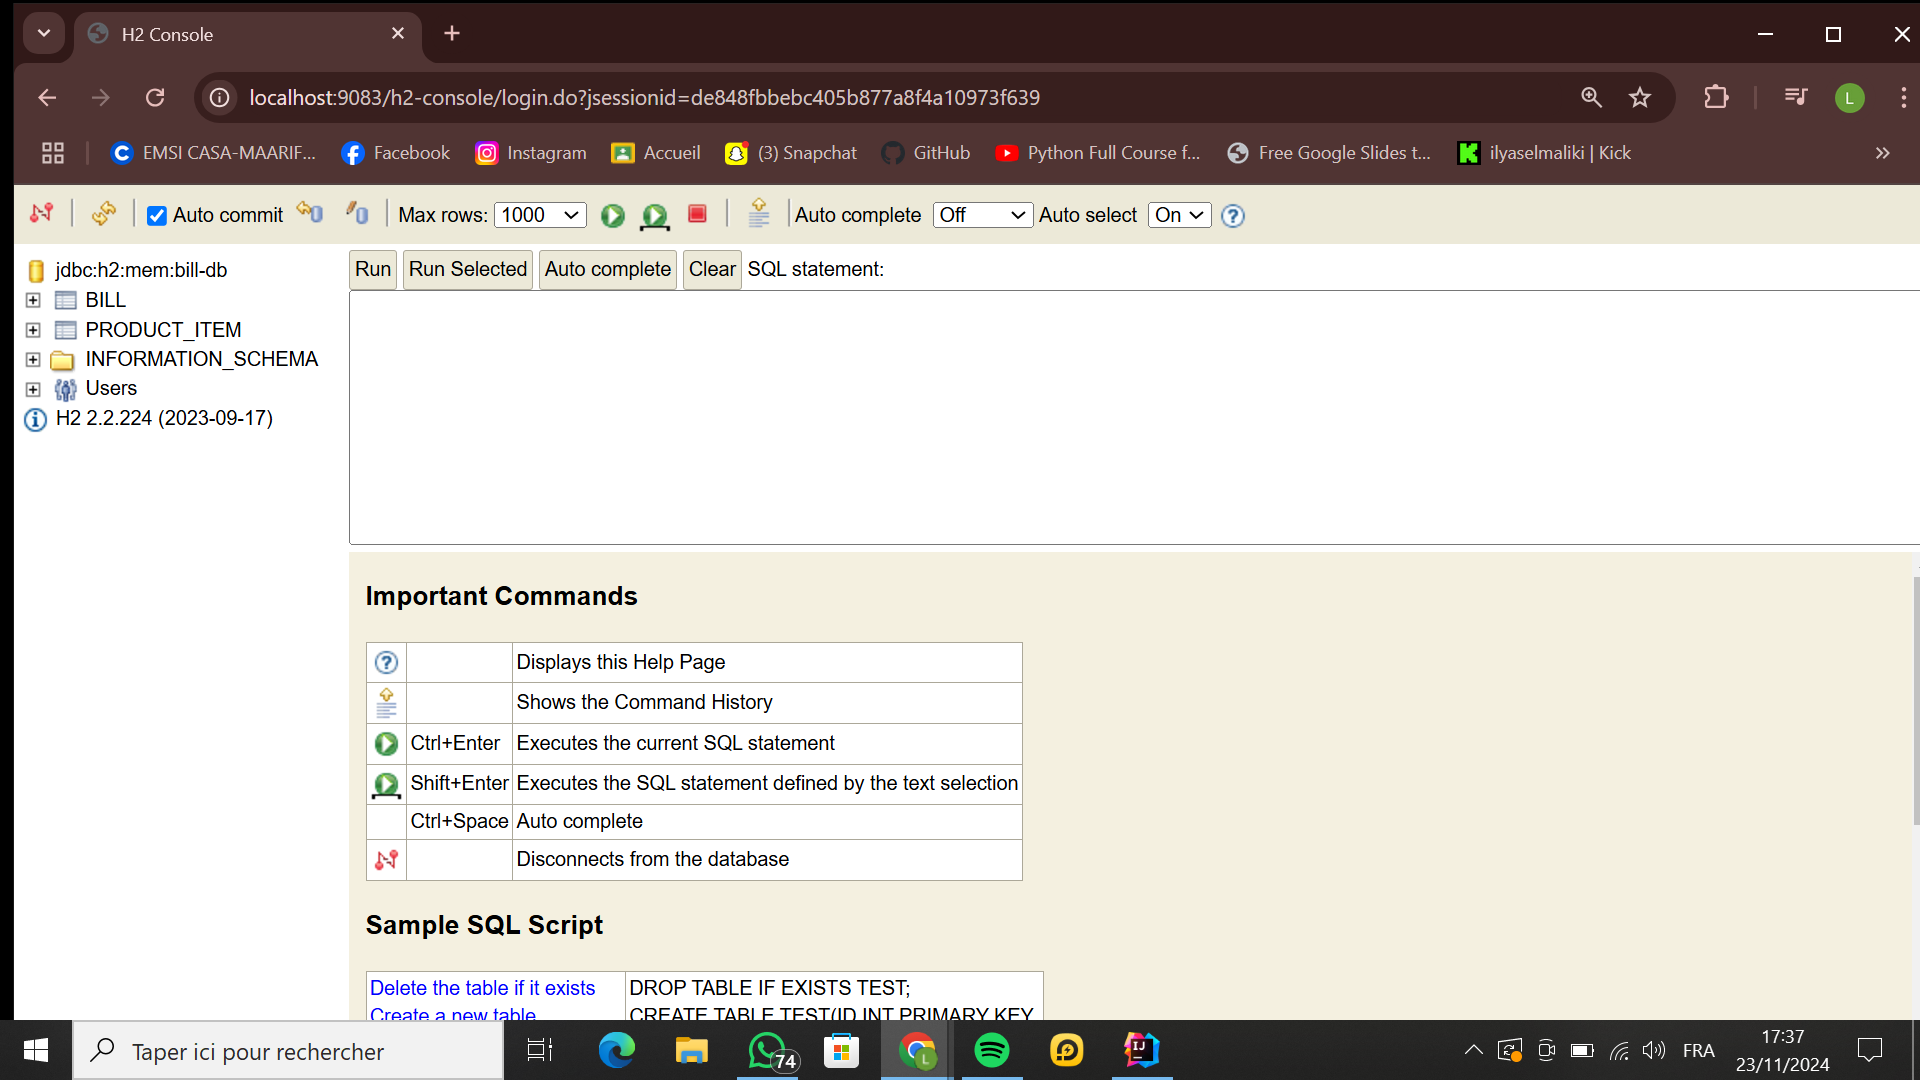 H2 Console
localhost:9083/h2-console/login.do?jsessionid=de848fbbebc405b877a8f4a10973f639
L
EMSI CASA-MAARIF...
Facebook
Instagram
Accueil
(3) Snapchat
GitHub
Python Full Course f...
Free Google Slides t...
ilyaselmaliki | Kick
Auto commit
Max rows: 1000
Auto complete Off
Auto select On
jdbc:h2:mem:bill-db
BILL
PRODUCT_ITEM
INFORMATION_SCHEMA
Users
H2 2.2.224 (2023-09-17)
Run
Run Selected
Auto complete
Clear
SQL statement:
Important Commands
Displays this Help Page
Shows the Command History
Ctrl+Enter Executes the current SQL statement
Shift+Enter Executes the SQL statement defined by the text selection
Ctrl+Space Auto complete
Disconnects from the database
Sample SQL Script
Delete the table if it exists DROP TABLE IF EXISTS TEST;
Create a new table CREATE TABLE TEST(ID INT PRIMARY KEY
Taper ici pour rechercher
74
L
IJ
FRA
17:37
23/11/2024